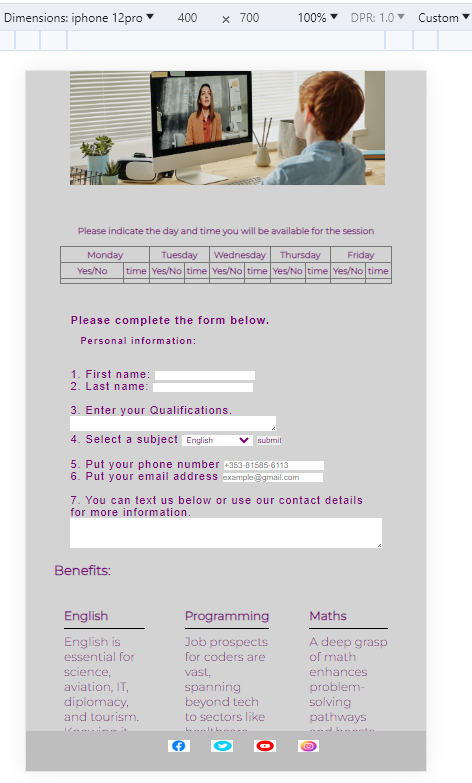 Dimensions: iphone 12pro 400 x 700 100% DPR: 1.0 Custom
Please indicate the day and time you will be available for the session
Monday Tuesday Wednesday Thursday Friday
Yes/No time Yes/No time Yes/No time Yes/No time Yes/No time
Please complete the form below.
Personal information:
1. First name:
2. Last name:
3. Enter your Qualifications.
4. Select a subject English submit
5. Put your phone number +353-81585-6113
6. Put your email address example@gmail.com
7. You can text us below or use our contact details
for more information.
Benefits:
English
English is
essential for
science,
aviation, IT,
diplomacy,
and tourism.
Knowing it
Programming
Job prospects
for coders are
vast,
spanning
beyond tech
to sectors like
healthcare
Maths
A deep grasp
of math
enhances
problem-
solving
pathways
and boosts